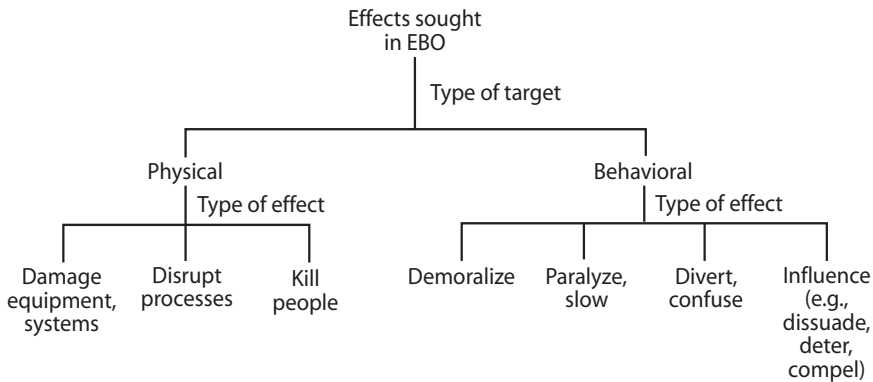 Effects sought
in EBO
Type of target
Physical
Behavioral
Type of effect
Type of effect
Damage
equipment,
systems
Disrupt
processes
Kill
people
Demoralize
Paralyze,
slow
Divert,
confuse
Influence
(e.g.,
dissuade,
deter,
compel)